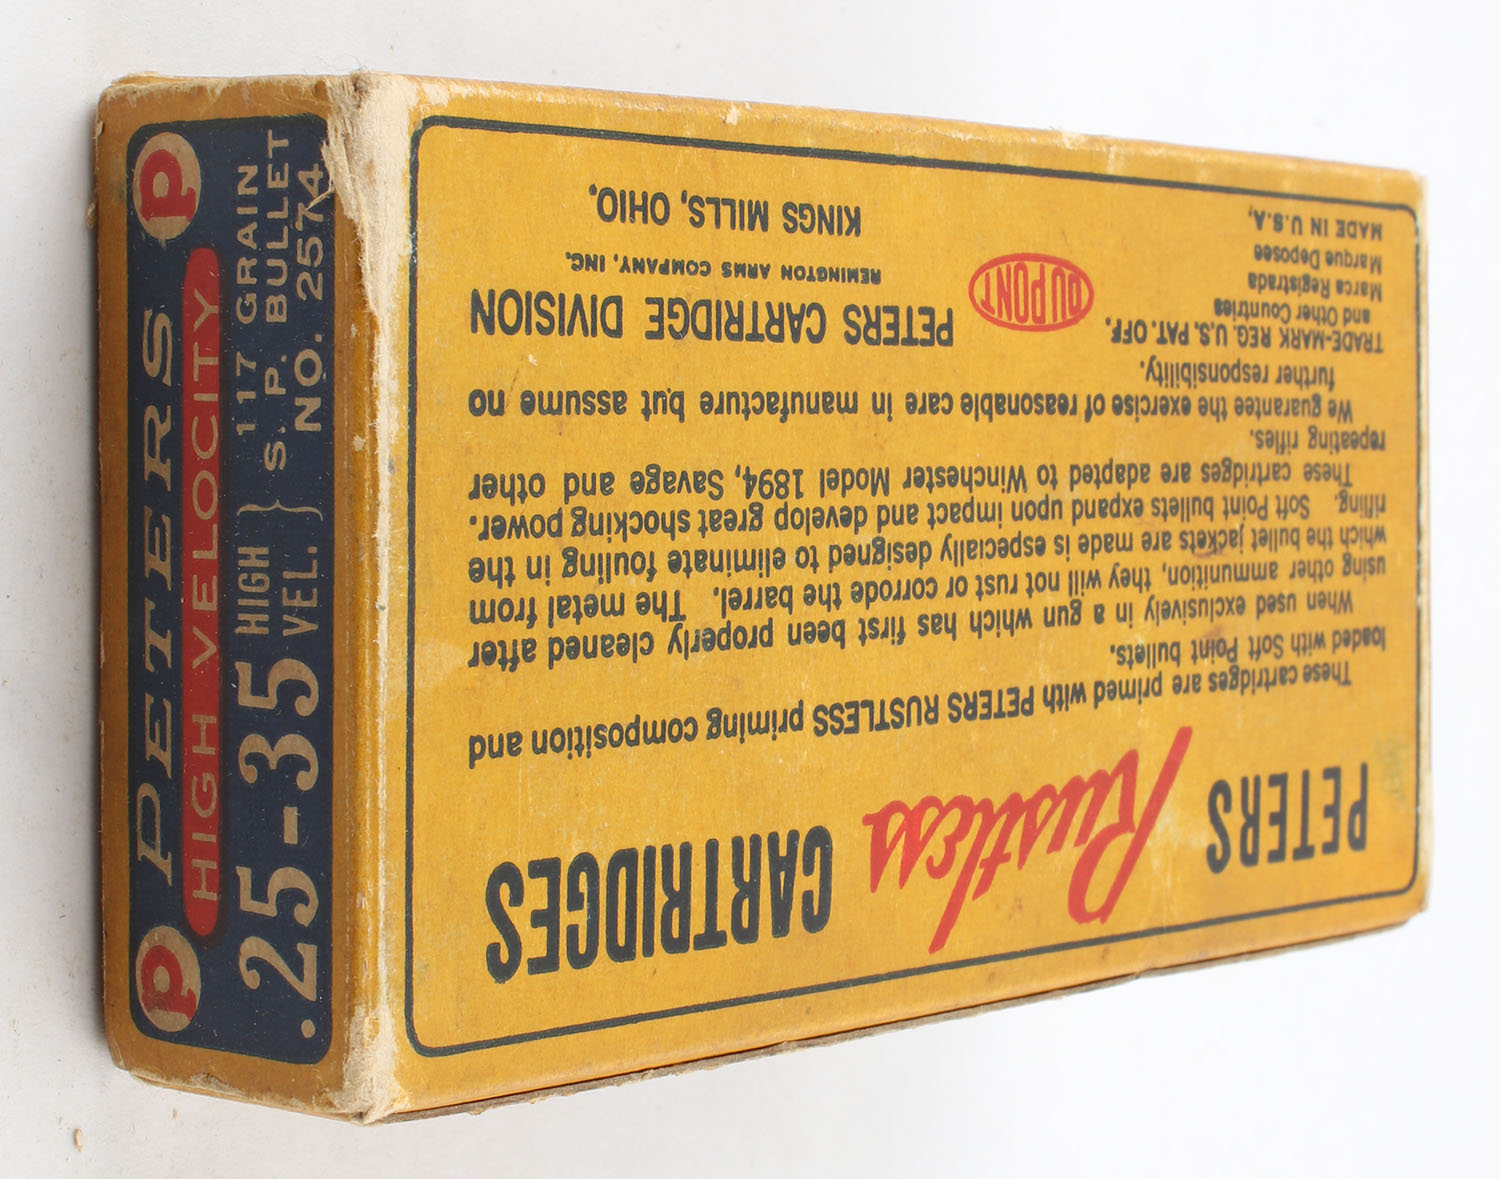 PETERS Rustless CARTRIDGES
These cartridges are primed with PETERS RUSTLESS priming composition and
loaded with Soft Point bullets.
When used exclusively in a gun which has first been properly cleaned after
using other ammunition, they will not rust or corrode the barrel. The metal from
which the bullet jackets are made is especially designed to eliminate fouling in the
rifling. Soft Point bullets expand upon impact and develop great shocking power.
These cartridges are adapted to Winchester Model 1894, Savage and other
repeating rifles.
We guarantee the exercise of reasonable care in manufacture but assume no
further responsibility.
TRADE-MARK REG. U.S. PAT. OFF.
and Other Countries
Marca Registrada
Marque Deposee
MADE IN U.S.A.
DU PONT
PETERS CARTRIDGE DIVISION
REMINGTON ARMS COMPANY, INC.
KINGS MILLS, OHIO.
P PETERS P
HIGH VELOCITY
.25-35 HIGH VEL. } 117 GRAIN
S. P. BULLET
NO. 2574